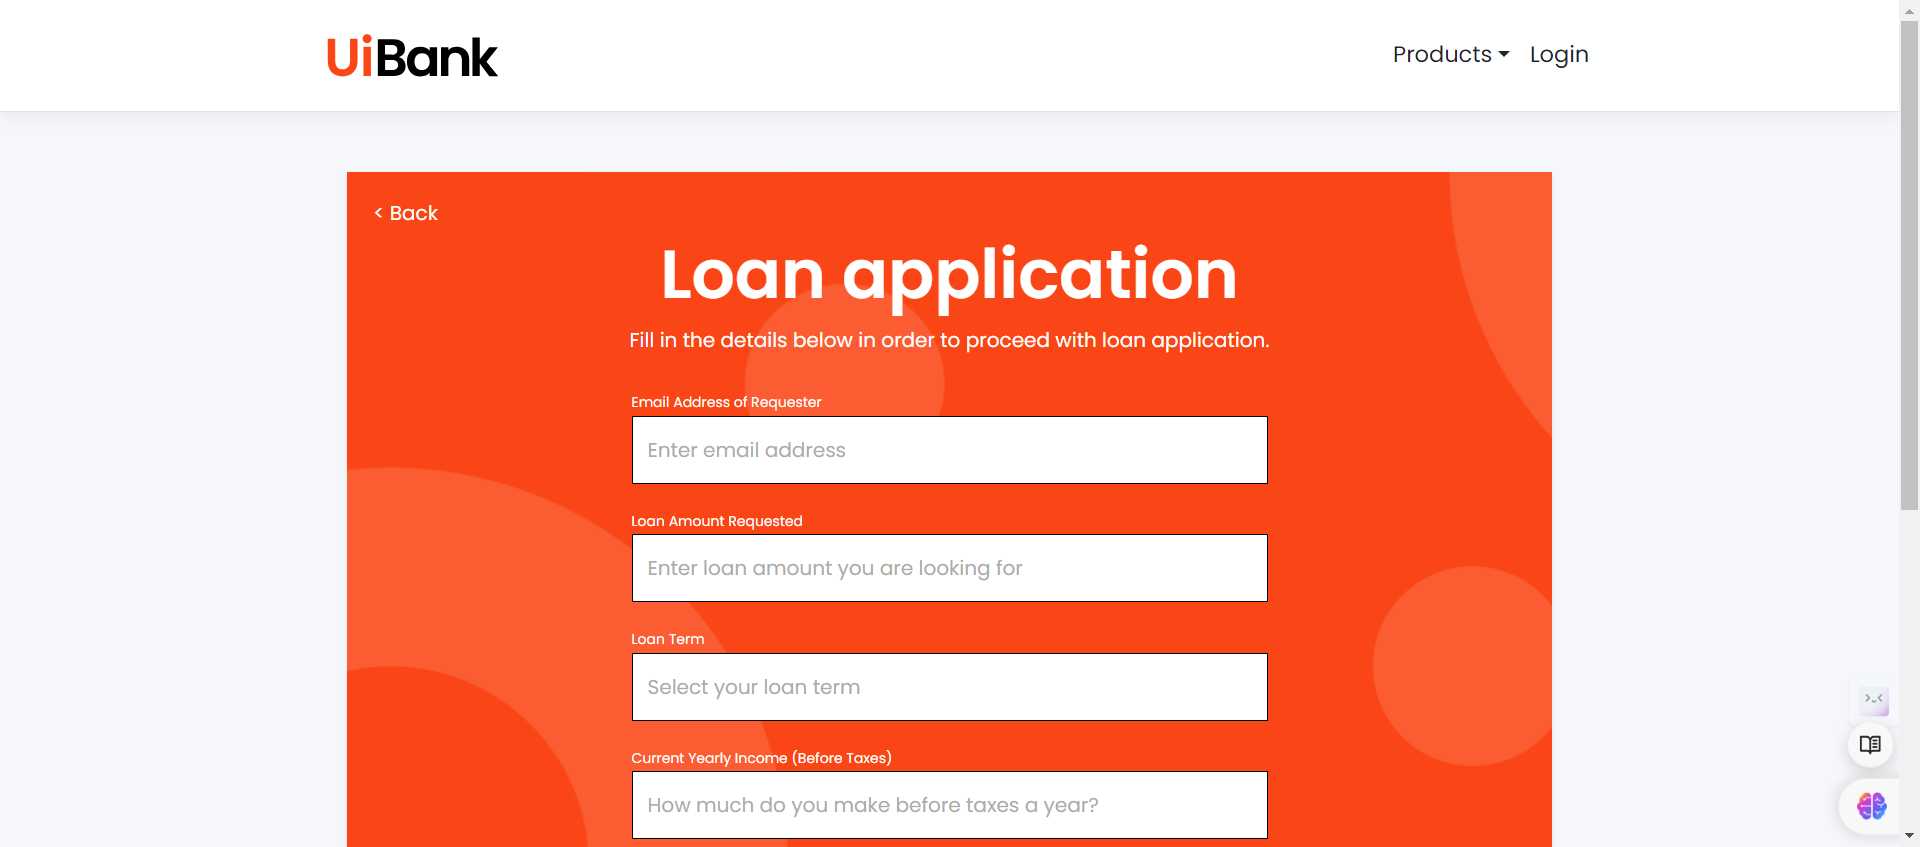 UiBank
Products Login
< Back
Loan application
Fill in the details below in order to proceed with loan application.
Email Address of Requester
Enter email address
Loan Amount Requested
Enter loan amount you are looking for
Loan Term
Select your loan term
Current Yearly Income (Before Taxes)
How much do you make before taxes a year?